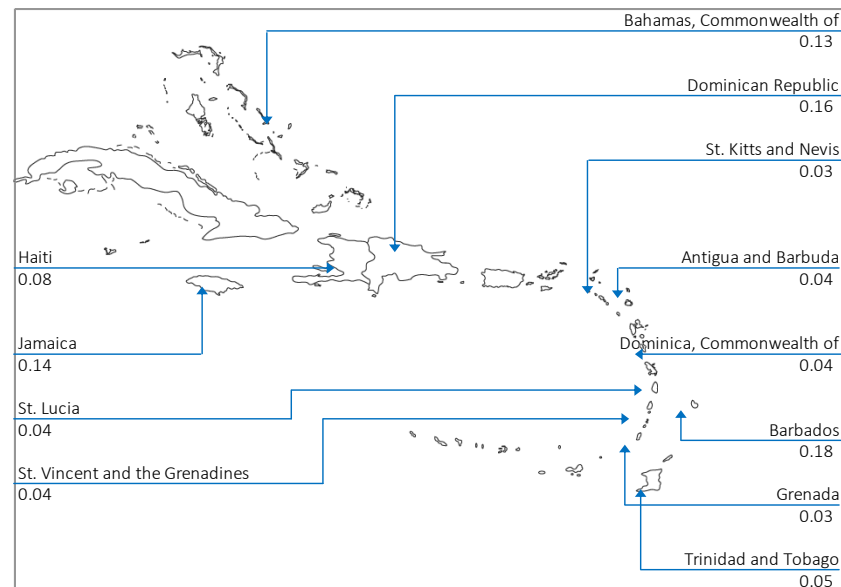 Bahamas, Commonwealth of
0.13
Dominican Republic
0.16
St. Kitts and Nevis
0.03
Haiti
0.08
Antigua and Barbuda
0.04
Jamaica
0.14
Dominica, Commonwealth of
0.04
St. Lucia
0.04
Barbados
0.18
St. Vincent and the Grenadines
0.04
Grenada
0.03
Trinidad and Tobago
0.05